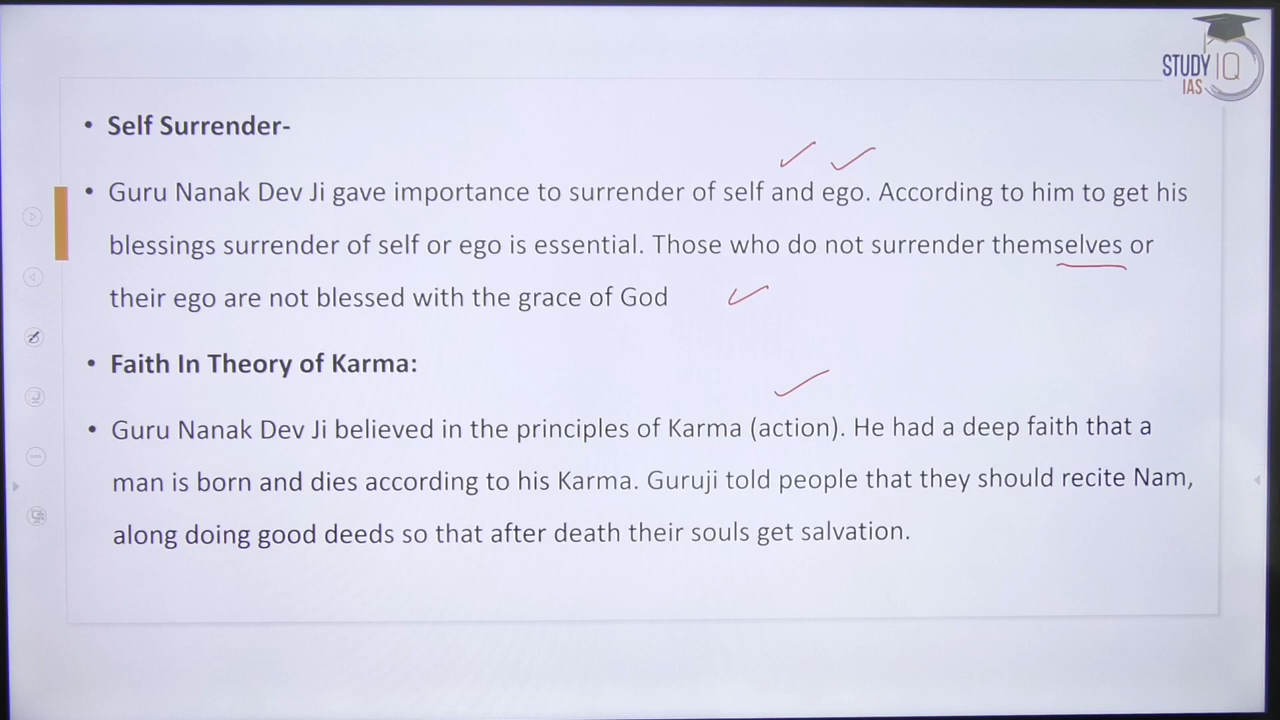 STUDY IQ
IAS
• Self Surrender-
• Guru Nanak Dev Ji gave importance to surrender of self and ego. According to him to get his
blessings surrender of self or ego is essential. Those who do not surrender themselves or
their ego are not blessed with the grace of God
• Faith In Theory of Karma:
• Guru Nanak Dev Ji believed in the principles of Karma (action). He had a deep faith that a
man is born and dies according to his Karma. Guruji told people that they should recite Nam,
along doing good deeds so that after death their souls get salvation.